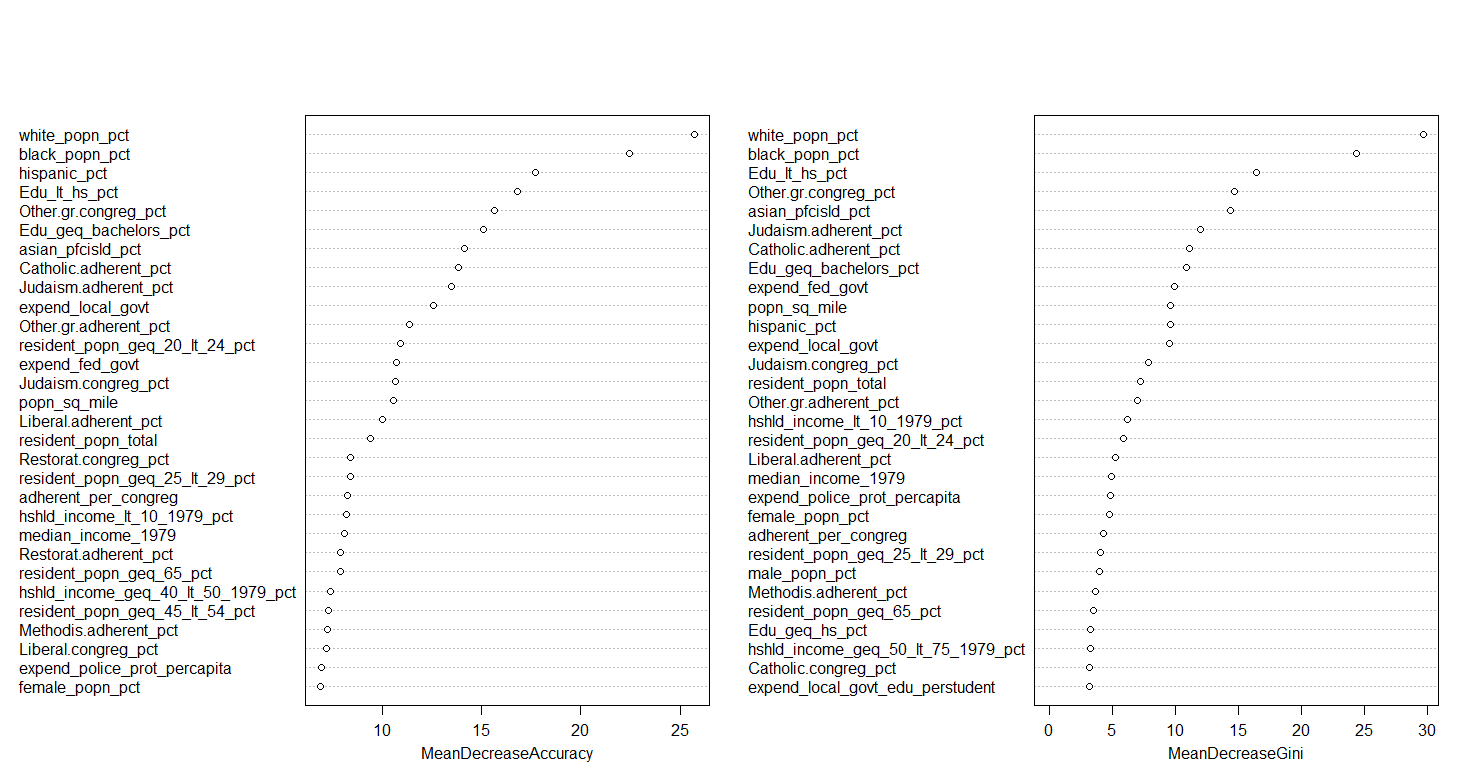 white_popn_pct
black_popn_pct
hispanic_pct
Edu_lt_hs_pct
Other.gr.congreg_pct
Edu_geq_bachelors_pct
asian_pfcisld_pct
Catholic.adherent_pct
Judaism.adherent_pct
expend_local_govt
Other.gr.adherent_pct
resident_popn_geq_20_lt_24_pct
expend_fed_govt
Judaism.congreg_pct
popn_sq_mile
Liberal.adherent_pct
resident_popn_total
Restorat.congreg_pct
resident_popn_geq_25_lt_29_pct
adherent_per_congreg
hshld_income_lt_10_1979_pct
median_income_1979
Restorat.adherent_pct
resident_popn_geq_65_pct
hshld_income_geq_40_lt_50_1979_pct
resident_popn_geq_45_lt_54_pct
Methodis.adherent_pct
Liberal.congreg_pct
expend_police_prot_percapita
female_popn_pct
10 15 20 25
MeanDecreaseAccuracy
white_popn_pct
black_popn_pct
Edu_lt_hs_pct
Other.gr.congreg_pct
asian_pfcisld_pct
Judaism.adherent_pct
Catholic.adherent_pct
Edu_geq_bachelors_pct
expend_fed_govt
popn_sq_mile
hispanic_pct
expend_local_govt
Judaism.congreg_pct
resident_popn_total
Other.gr.adherent_pct
hshld_income_lt_10_1979_pct
resident_popn_geq_20_lt_24_pct
Liberal.adherent_pct
median_income_1979
expend_police_prot_percapita
female_popn_pct
adherent_per_congreg
resident_popn_geq_25_lt_29_pct
male_popn_pct
Methodis.adherent_pct
resident_popn_geq_65_pct
Edu_geq_hs_pct
hshld_income_geq_50_lt_75_1979_pct
Catholic.congreg_pct
expend_local_govt_edu_perstudent
0 5 10 15 20 25 30
MeanDecreaseGini